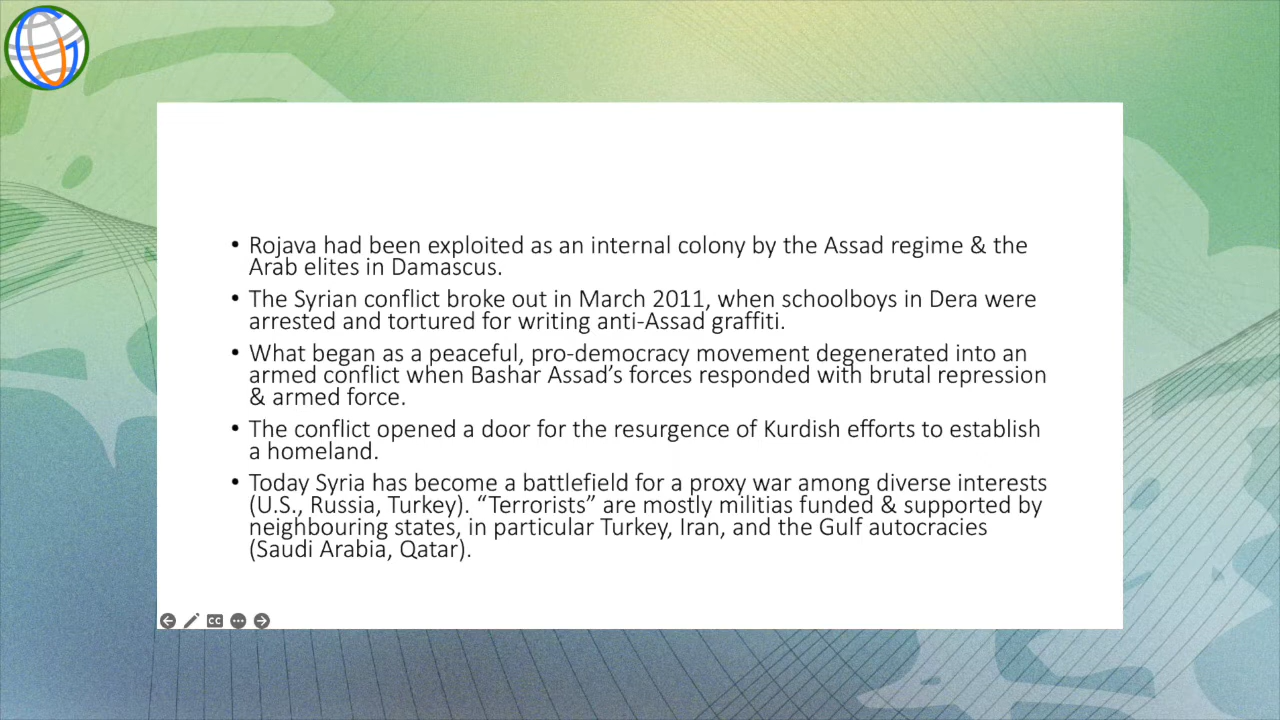 • Rojava had been exploited as an internal colony by the Assad regime & the
Arab elites in Damascus.
• The Syrian conflict broke out in March 2011, when schoolboys in Dera were
arrested and tortured for writing anti-Assad graffiti.
• What began as a peaceful, pro-democracy movement degenerated into an
armed conflict when Bashar Assad’s forces responded with brutal repression
& armed force.
• The conflict opened a door for the resurgence of Kurdish efforts to establish
a homeland.
• Today Syria has become a battlefield for a proxy war among diverse interests
(U.S., Russia, Turkey). “Terrorists” are mostly militias funded & supported by
neighbouring states, in particular Turkey, Iran, and the Gulf autocracies
(Saudi Arabia, Qatar).
CC